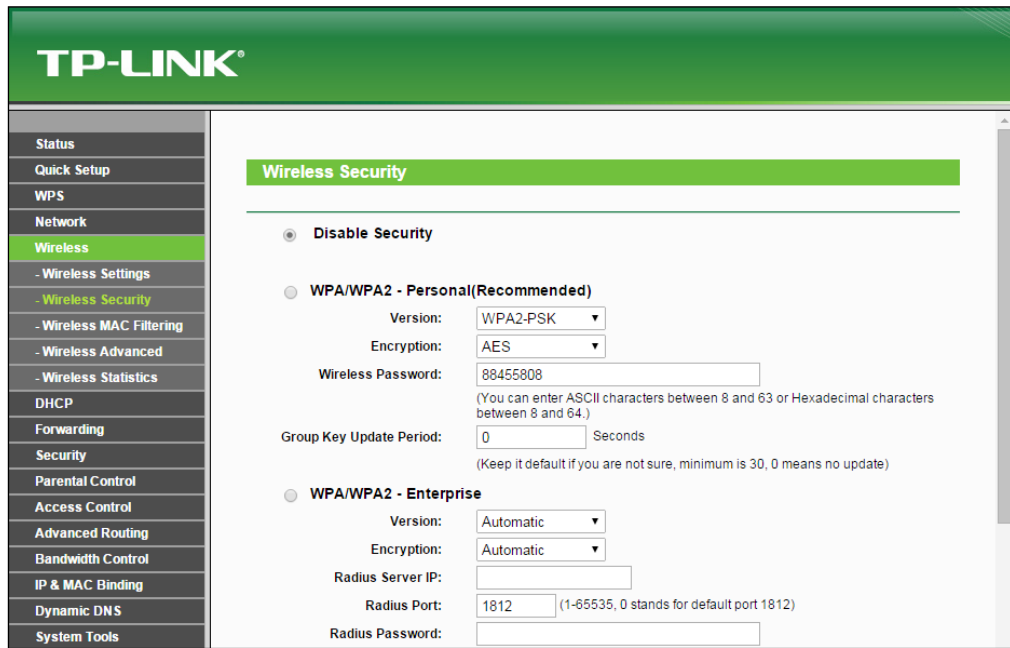 TP-LINK®
Status
Quick Setup
WPS
Network
Wireless
- Wireless Settings
- Wireless Security
- Wireless MAC Filtering
- Wireless Advanced
- Wireless Statistics
DHCP
Forwarding
Security
Parental Control
Access Control
Advanced Routing
Bandwidth Control
IP & MAC Binding
Dynamic DNS
System Tools
Wireless Security
Disable Security
WPA/WPA2 - Personal(Recommended)
Version: WPA2-PSK
Encryption: AES
Wireless Password: 88455808
(You can enter ASCII characters between 8 and 63 or Hexadecimal characters
between 8 and 64.)
Group Key Update Period: 0 Seconds
(Keep it default if you are not sure, minimum is 30, 0 means no update)
WPA/WPA2 - Enterprise
Version: Automatic
Encryption: Automatic
Radius Server IP:
Radius Port: 1812 (1-65535, 0 stands for default port 1812)
Radius Password: